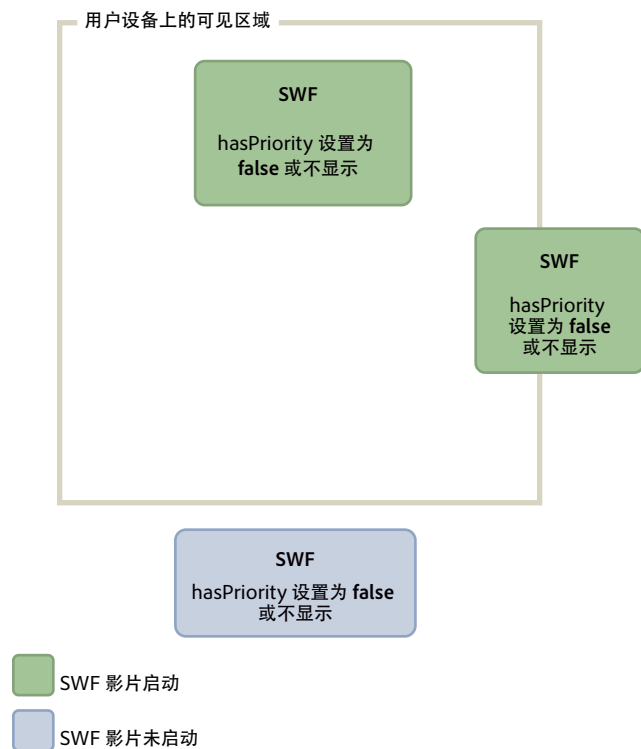 用户设备上的可见区域
SWF
hasPriority 设置为
false 或不显示
SWF
hasPriority
设置为 false
或不显示
SWF
hasPriority 设置为 false
或不显示
SWF 影片启动
SWF 影片未启动